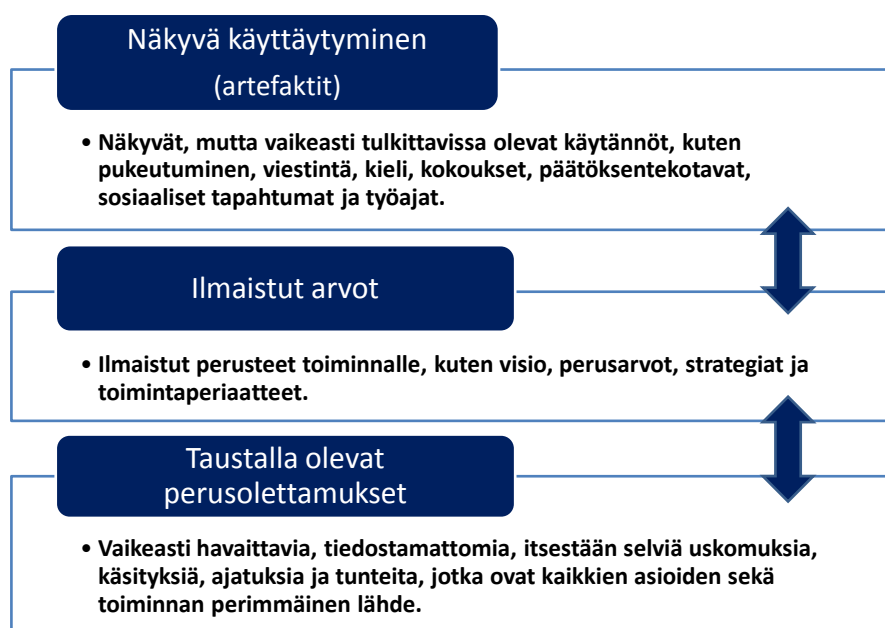 Näkyvä käyttäytyminen
(artefaktit)
• Näkyvät, mutta vaikeasti tulkittavissa olevat käytännöt, kuten
pukeutuminen, viestintä, kieli, kokoukset, päätöksentekotavat,
sosiaaliset tapahtumat ja työajat.
Ilmaistut arvot
• Ilmaistut perusteet toiminnalle, kuten visio, perusarvot, strategiat ja
toimintaperiaatteet.
Taustalla olevat
perusolettamukset
• Vaikeasti havaittavia, tiedostamattomia, itsestään selviä uskomuksia,
käsityksiä, ajatuksia ja tunteita, jotka ovat kaikkien asioiden sekä
toiminnan perimmäinen lähde.